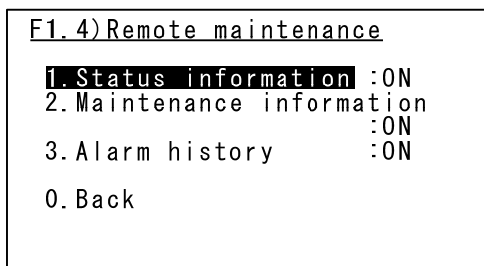 F1.4)Remote maintenance
1.Status information :ON
2.Maintenance information
:ON
3.Alarm history :ON
0.Back